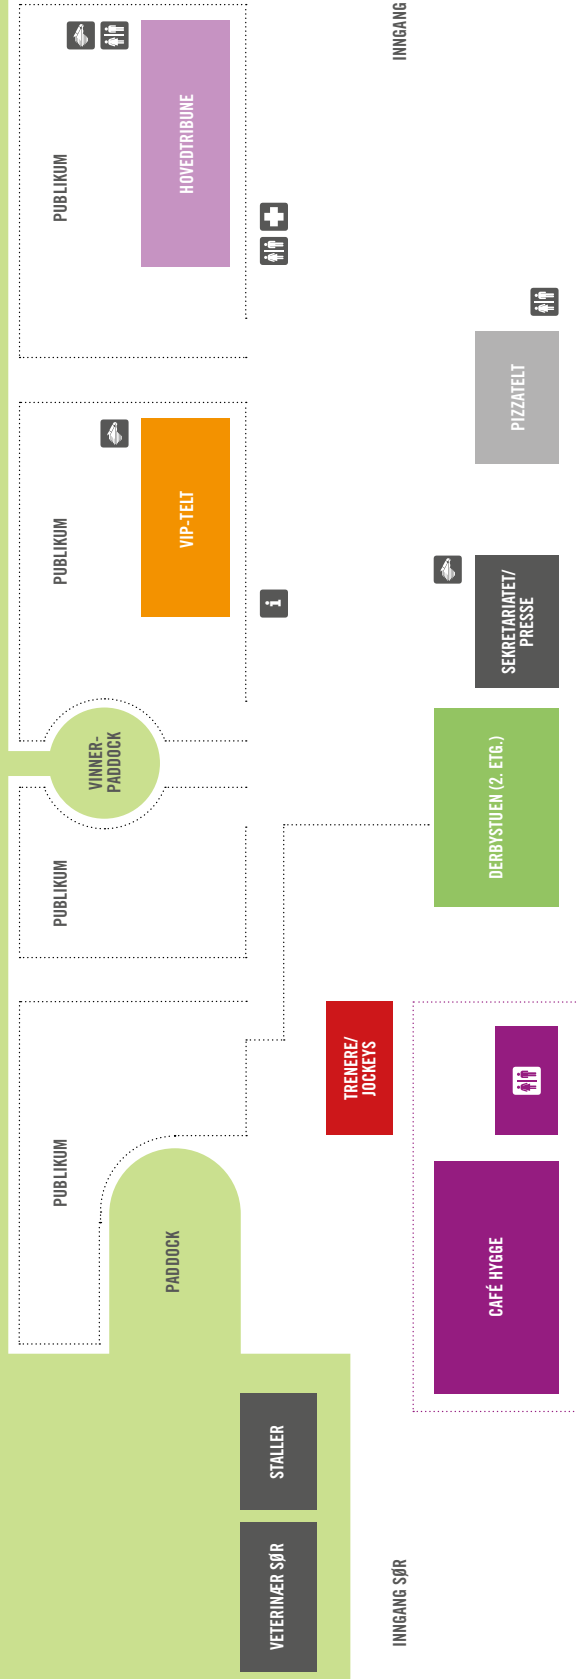 INNGANG
HOVEDTRIBUNE
PUBLIKUM
PIZZATELT
VIP-TELT
PUBLIKUM
i
SEKRETARIATET/
PRESSE
VINNER-
PADDOCK
DERBYSTUEN (2. ETG.)
PUBLIKUM
TRENERE/
JOCKEYS
PUBLIKUM
PADDOCK
CAFÉ HYGGE
STALLER
VETERINÆR SØR
INNGANG SØR